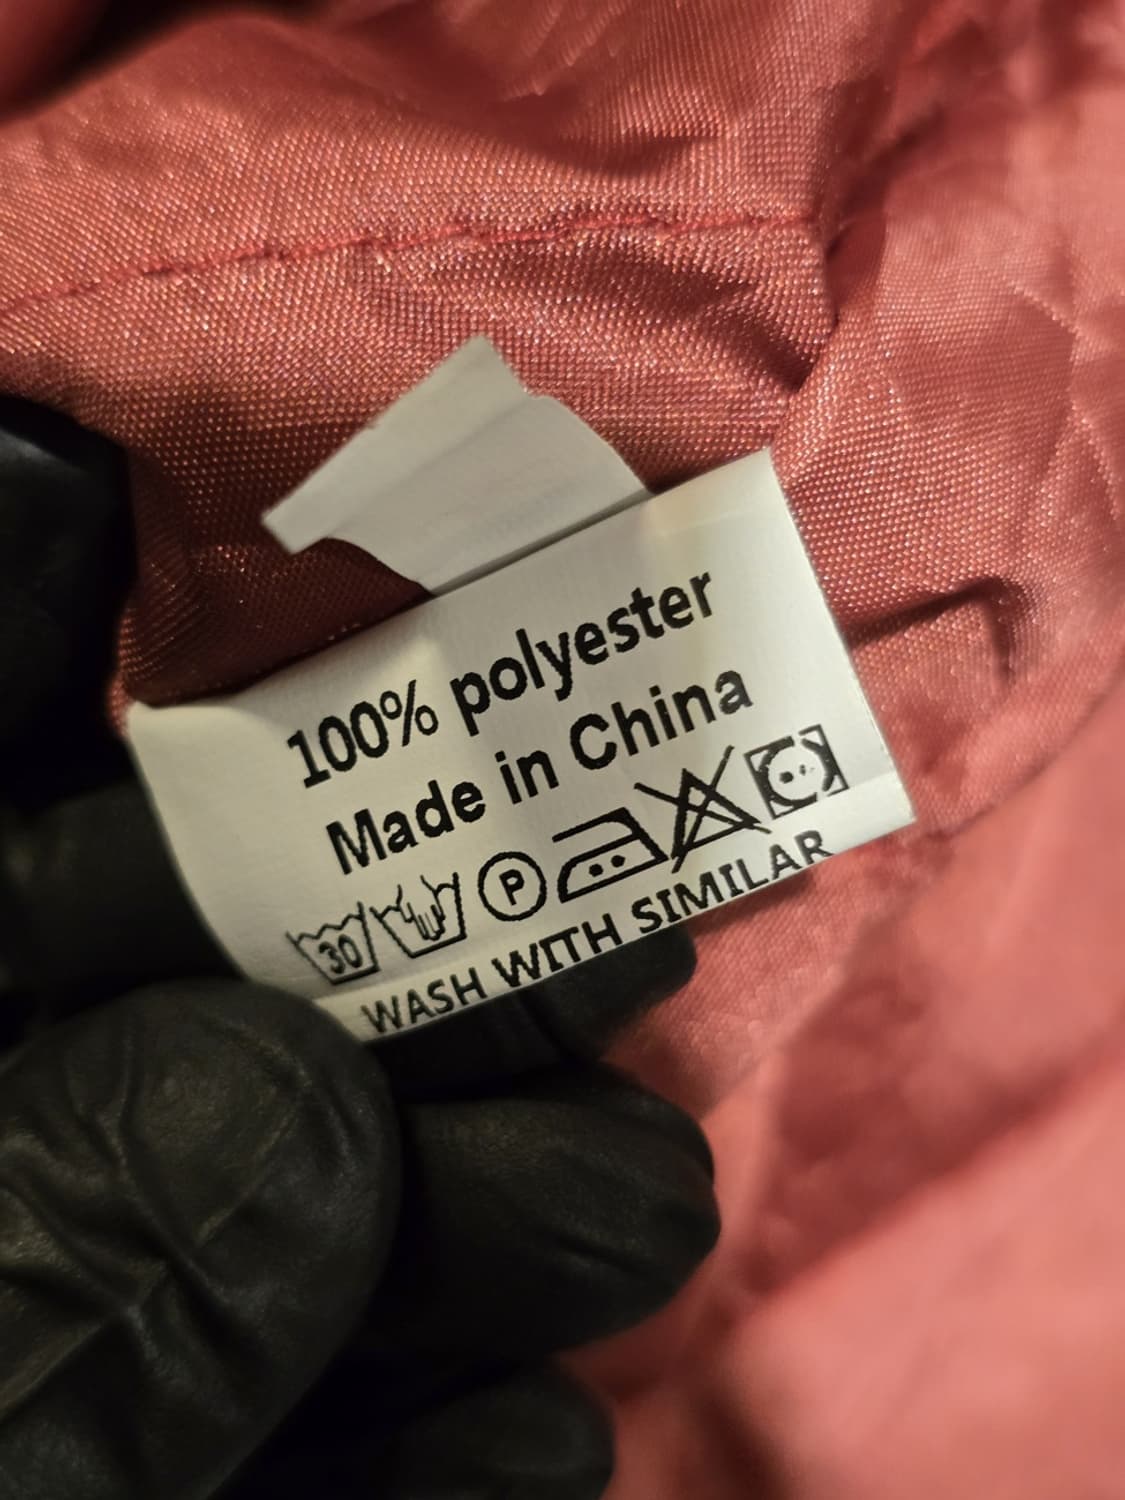 100% polyester
Made in China
30 P
WASH WITH SIMILAR